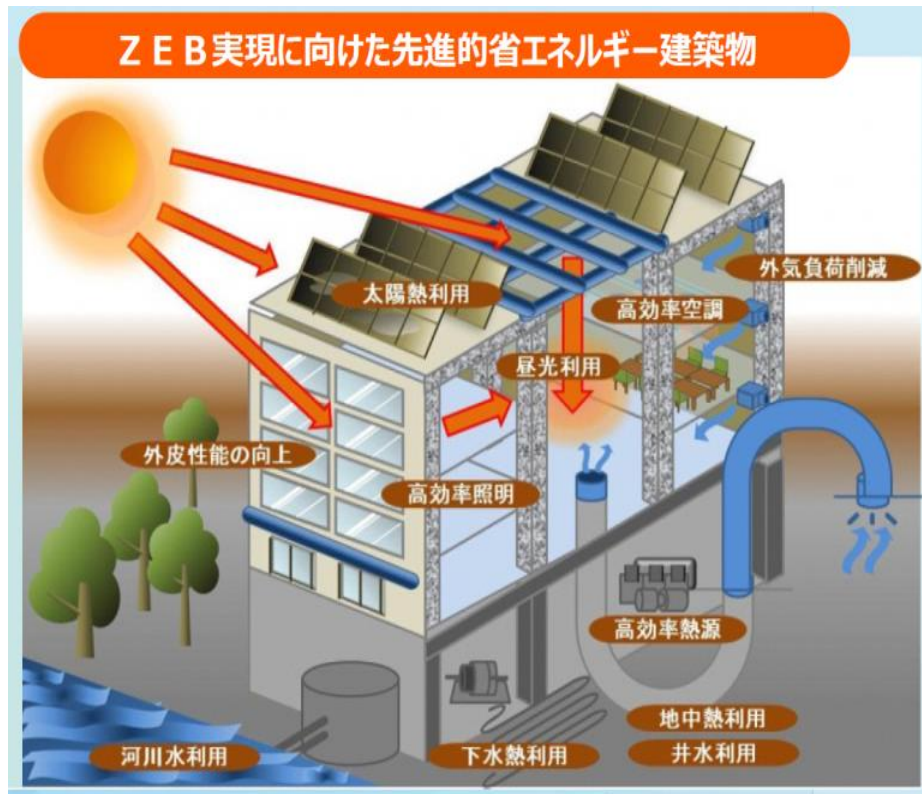 ＺＥＢ実現に向けた先進的省エネルギー建築物
外気負荷削減
太陽熱利用
高効率空調
昼光利用
外皮性能の向上
高効率照明
高効率熱源
地中熱利用
河川水利用
下水熱利用
井水利用